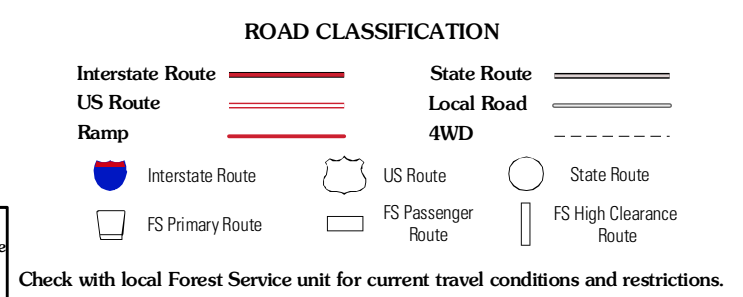 ROAD CLASSIFICATION
Interstate Route
State Route
US Route
Local Road
Ramp
4WD
Interstate Route
US Route
State Route
FS Primary Route
FS Passenger
Route
FS High Clearance
Route
Check with local Forest Service unit for current travel conditions and restrictions.